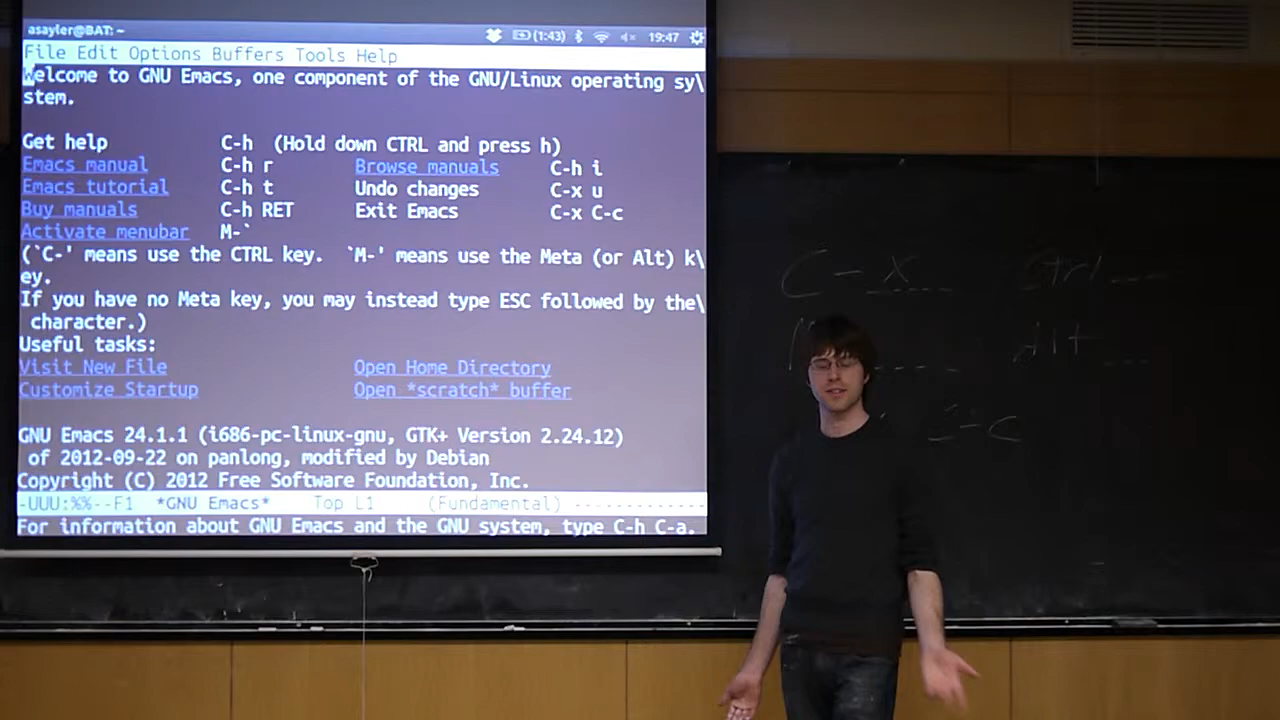 asayler@BAT: ~ (1:43) 19:47
File Edit Options Buffers Tools Help
Welcome to GNU Emacs, one component of the GNU/Linux operating sy\
stem.
Get help C-h (Hold down CTRL and press h)
Emacs manual C-h r Browse manuals C-h i
Emacs tutorial C-h t Undo changes C-x u
Buy manuals C-h RET Exit Emacs C-x C-c
Activate menubar M-`
(`C-' means use the CTRL key. `M-' means use the Meta (or Alt) k\
ey.
If you have no Meta key, you may instead type ESC followed by the\
character.)
Useful tasks:
Visit New File Open Home Directory
Customize Startup Open *scratch* buffer
GNU Emacs 24.1.1 (i686-pc-linux-gnu, GTK+ Version 2.24.12)
of 2012-09-22 on panlong, modified by Debian
Copyright (C) 2012 Free Software Foundation, Inc.
-UUU:%%--F1 *GNU Emacs* Top L1 (Fundamental) --------------
For information about GNU Emacs and the GNU system, type C-h C-a.
C - x Ctrl
Alt
C-c